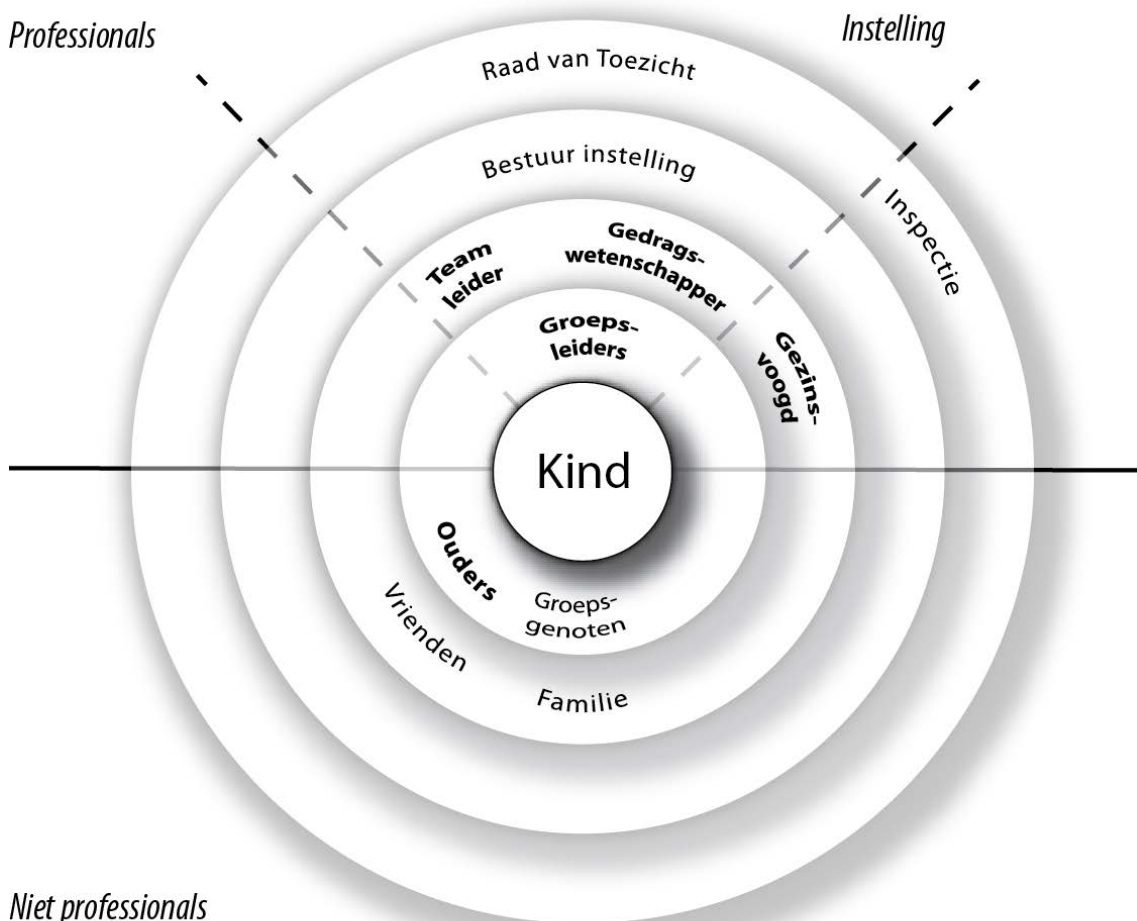 Professionals
Instelling
Raad van Toezicht
Bestuur instelling
Inspectie
Team
leider
Gedrags-
wetenschapper
Groeps-
leiders
Gezins-
voogd
Kind
Ouders
Groeps-
genoten
Vrienden
Familie
Niet professionals